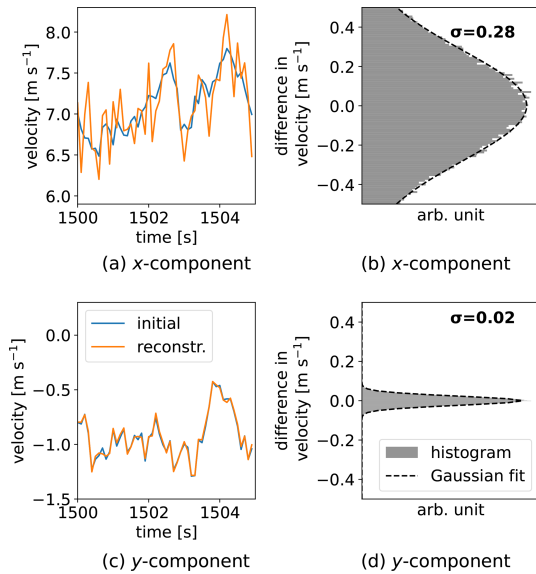 8.0
7.5
7.0
6.5
6.0
velocity [m s⁻¹]
1500
1502
1504
time [s]
(a) x-component
0.4
0.2
0.0
−0.2
−0.4
difference in
velocity [m s⁻¹]
σ=0.28
arb. unit
(b) x-component
0.0
−0.5
−1.0
−1.5
velocity [m s⁻¹]
initial
reconstr.
1500
1502
1504
time [s]
(c) y-component
0.4
0.2
0.0
−0.2
−0.4
difference in
velocity [m s⁻¹]
σ=0.02
histogram
Gaussian fit
arb. unit
(d) y-component